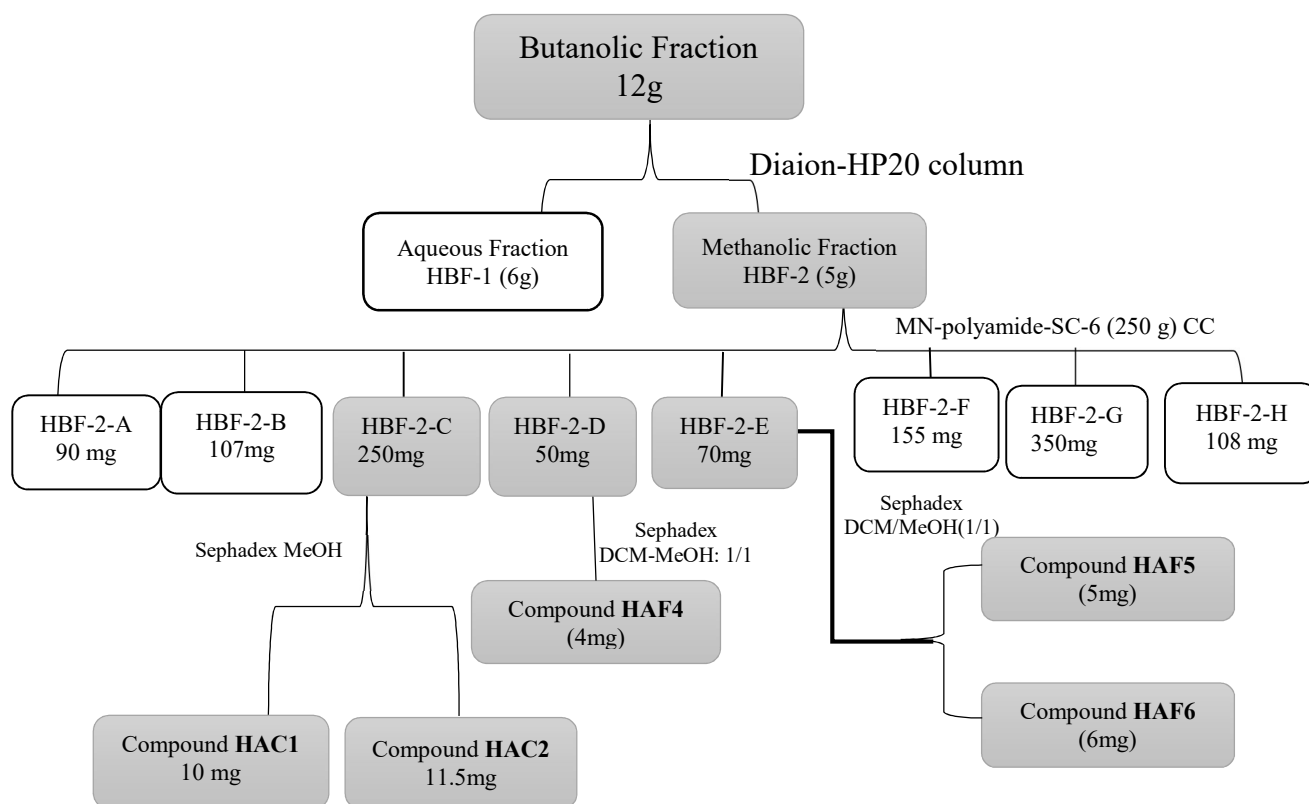 Butanolic Fraction
12g
Diaion-HP20 column
Aqueous Fraction
HBF-1 (6g)
Methanolic Fraction
HBF-2 (5g)
MN-polyamide-SC-6 (250 g) CC
HBF-2-A
90 mg
HBF-2-B
107mg
HBF-2-C
250mg
HBF-2-D
50mg
HBF-2-E
70mg
HBF-2-F
155 mg
HBF-2-G
350mg
HBF-2-H
108 mg
Sephadex MeOH
Sephadex
DCM-MeOH: 1/1
Sephadex
DCM/MeOH(1/1)
Compound HAF4
(4mg)
Compound HAF5
(5mg)
Compound HAF6
(6mg)
Compound HAC1
10 mg
Compound HAC2
11.5mg